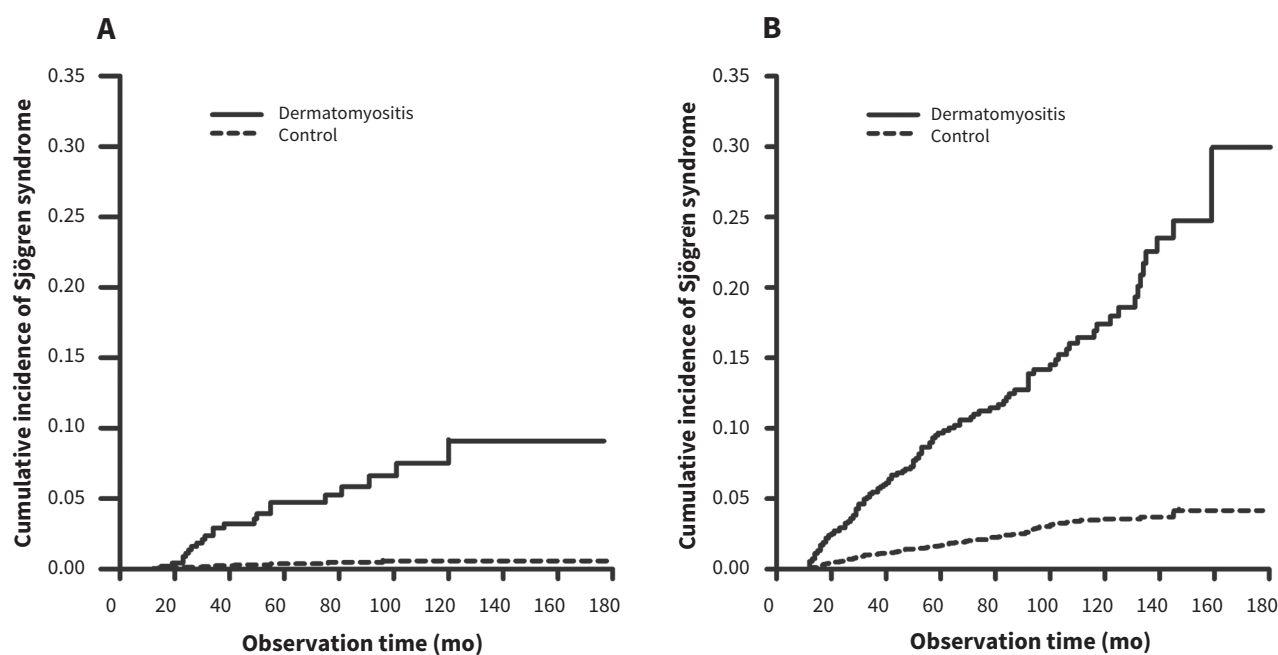 A
Cumulative incidence of Sjögren syndrome
0.35
0.30
0.25
0.20
0.15
0.10
0.05
0.00
Dermatomyositis
Control
0 20 40 60 80 100 120 140 160 180
Observation time (mo)
B
Cumulative incidence of Sjögren syndrome
0.35
0.30
0.25
0.20
0.15
0.10
0.05
0.00
Dermatomyositis
Control
0 20 40 60 80 100 120 140 160 180
Observation time (mo)